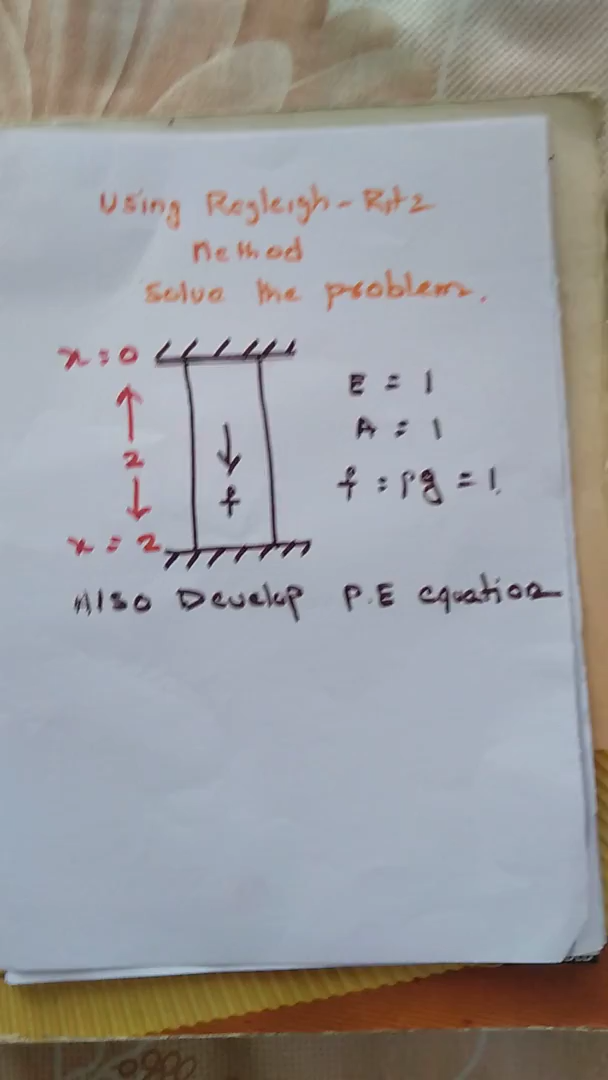 Using Rayleigh-Ritz
Method
Solve the problem.
x = 0
E = 1
A = 1
2
f
f = ρg = 1.
x = 2
Also Develop P.E equation